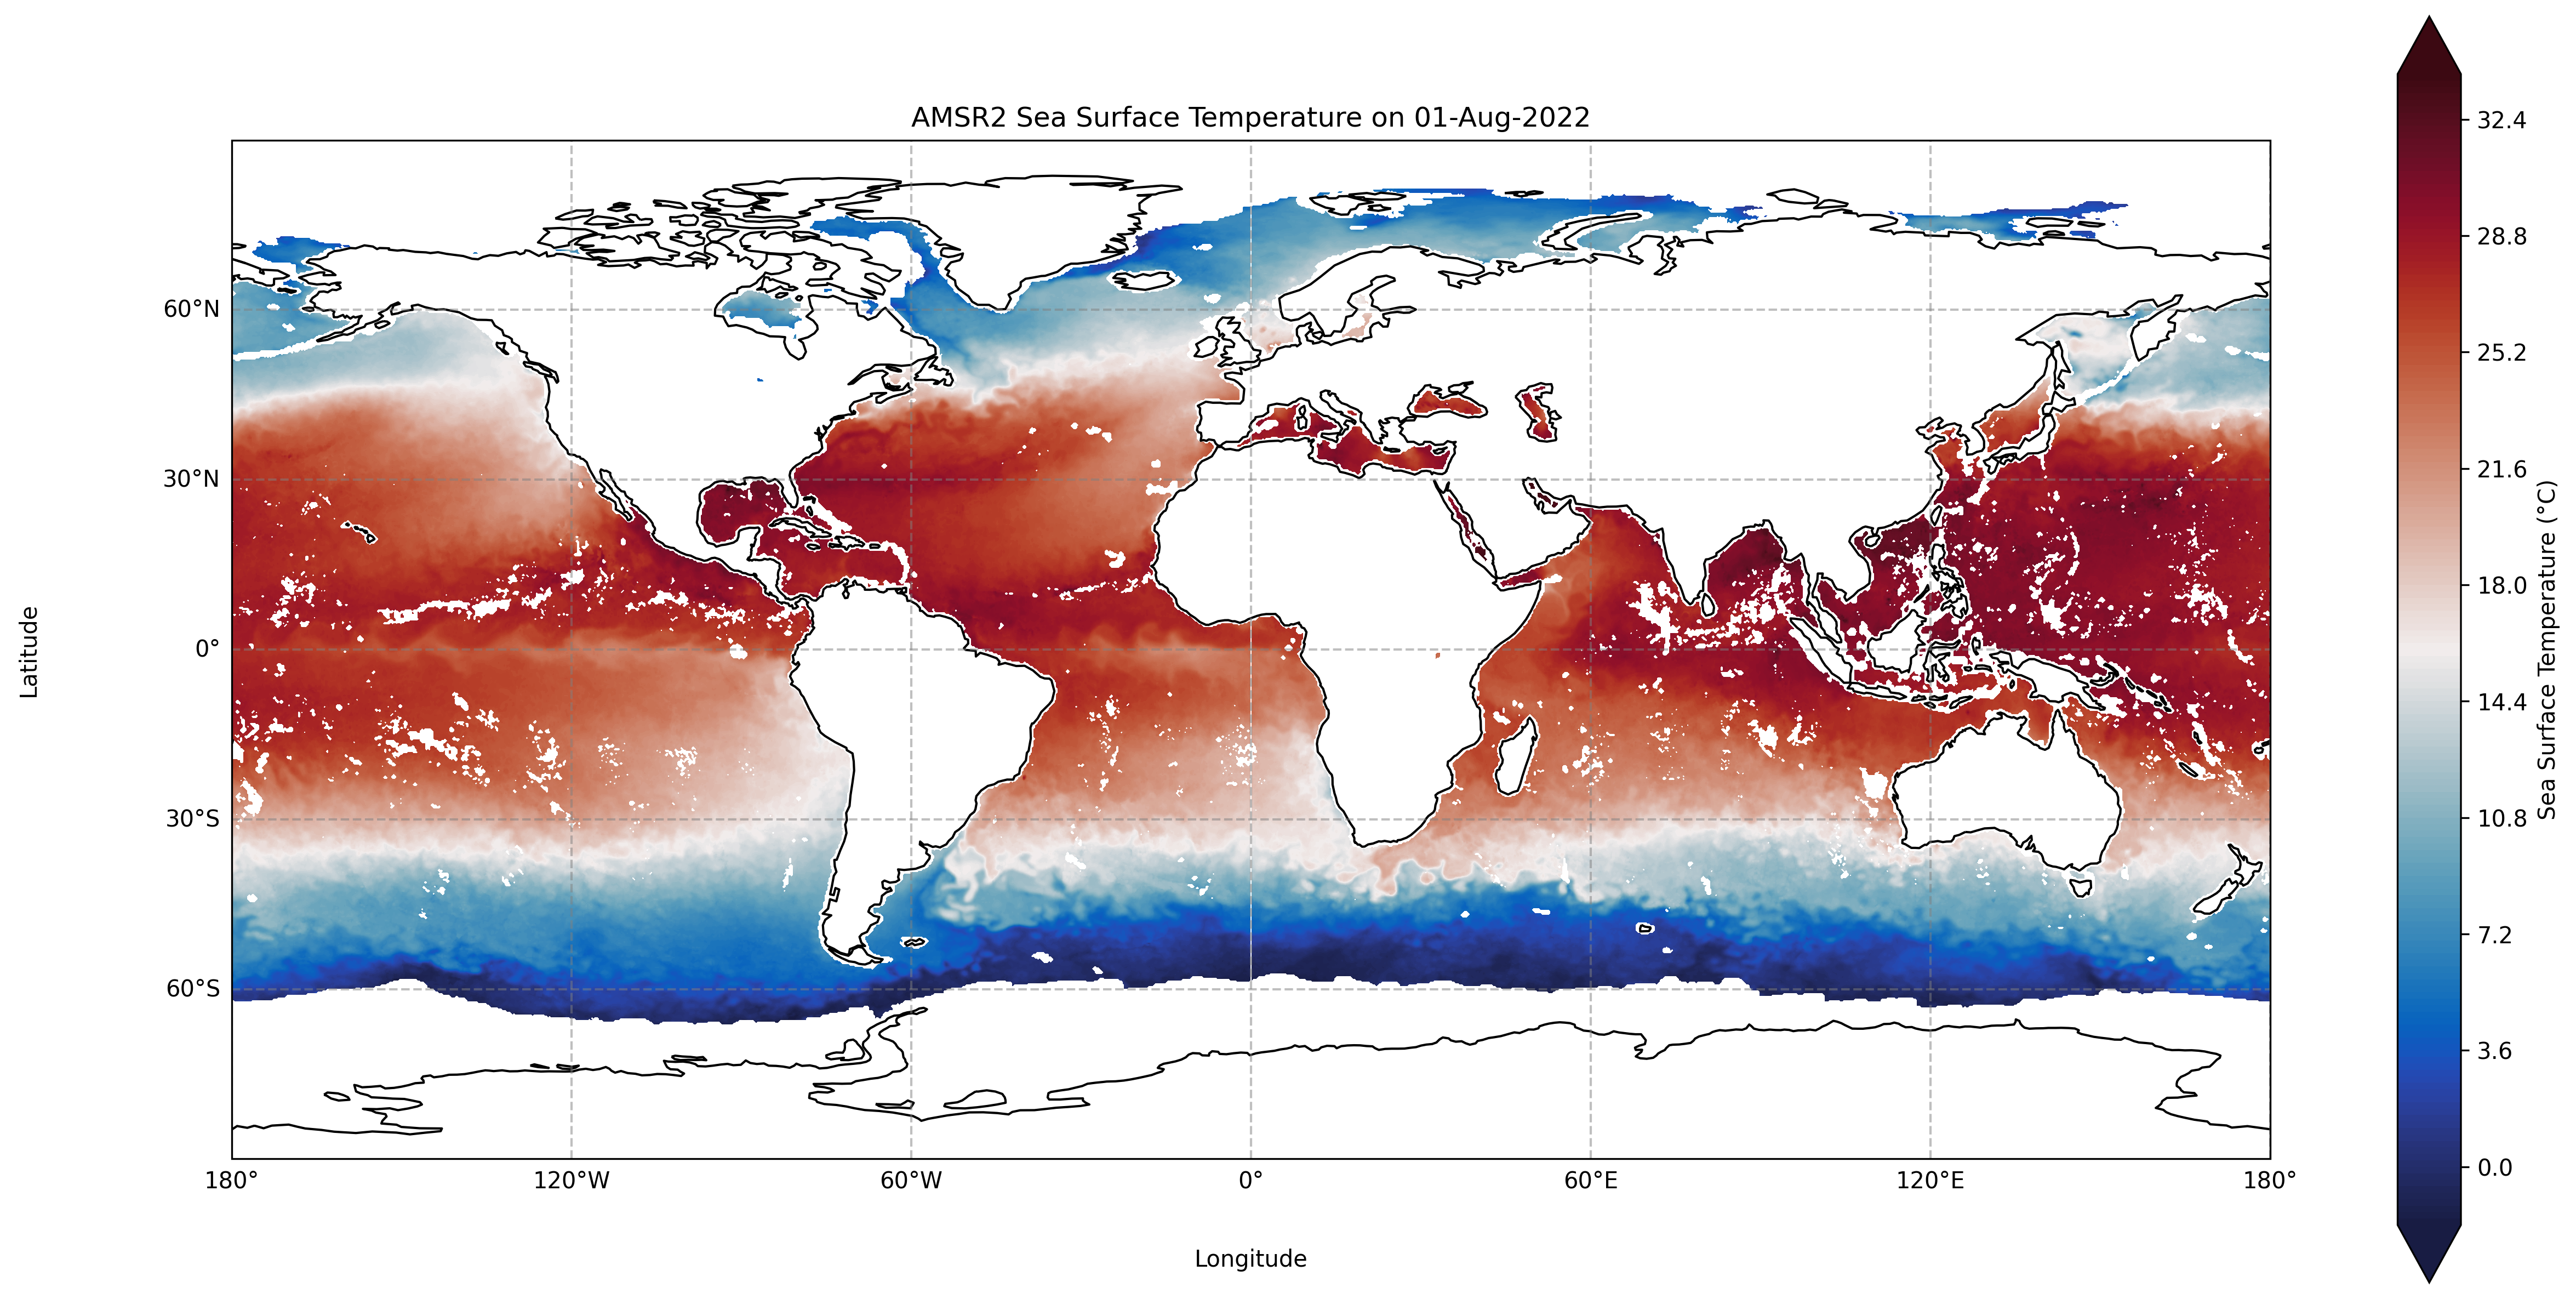 AMSR2 Sea Surface Temperature on 01-Aug-2022
60°N
30°N
0°
30°S
60°S
Latitude
180°
120°W
60°W
0°
60°E
120°E
180°
Longitude
32.4
28.8
25.2
21.6
18.0
14.4
10.8
7.2
3.6
0.0
Sea Surface Temperature (°C)